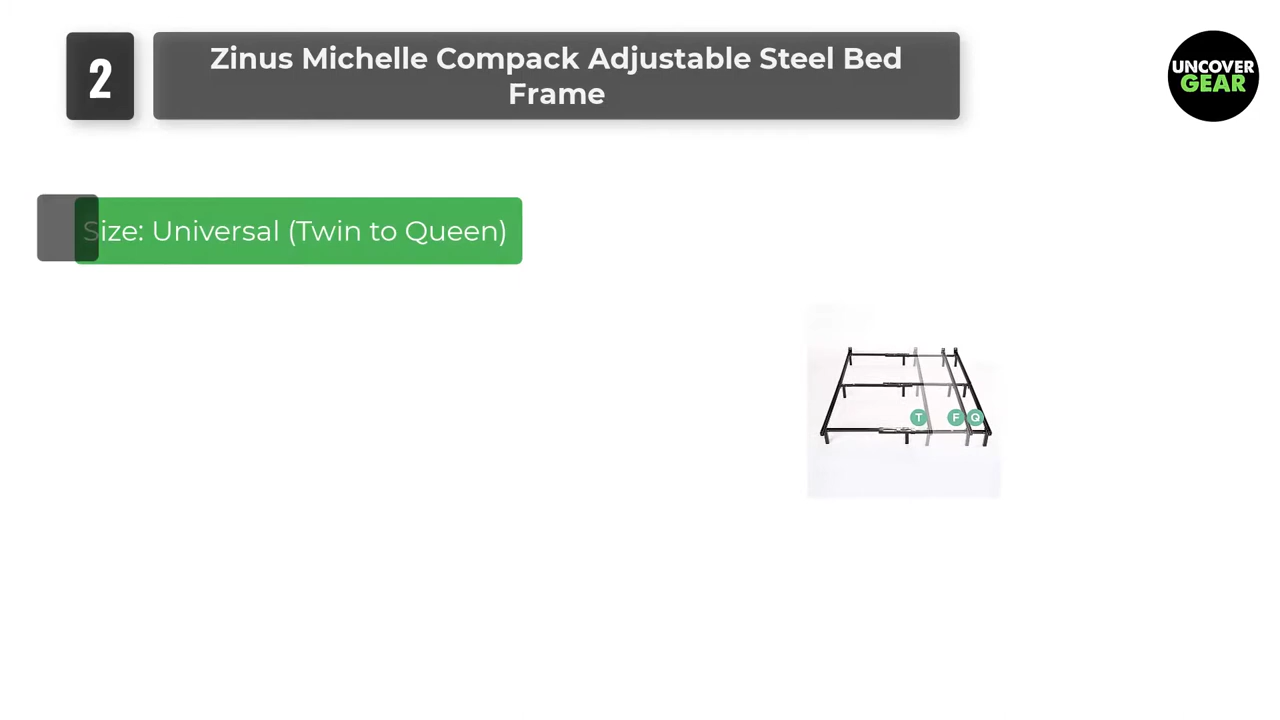 2
Zinus Michelle Compack Adjustable Steel Bed
Frame
UNCOVER
GEAR
Size: Universal (Twin to Queen)
T F Q